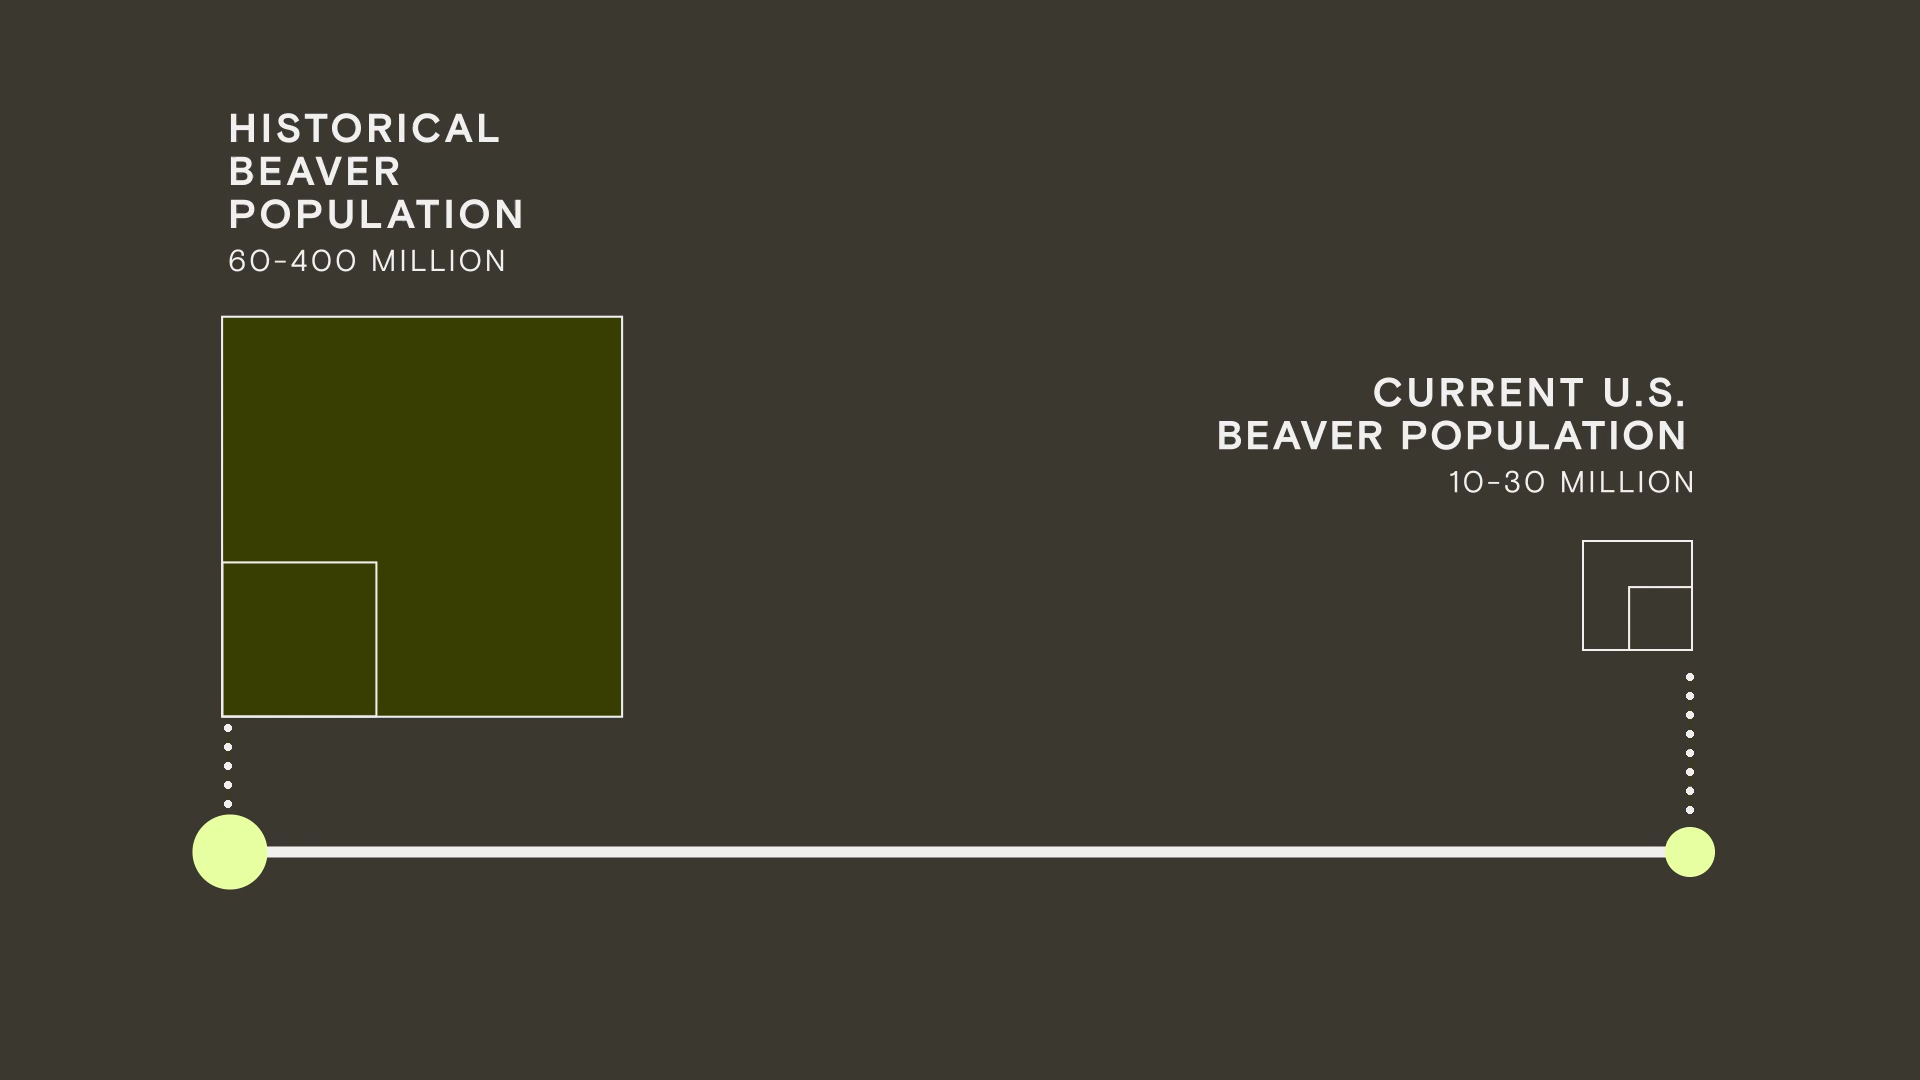 HISTORICAL
BEAVER
POPULATION
60-400 MILLION
CURRENT U.S.
BEAVER POPULATION
10-30 MILLION